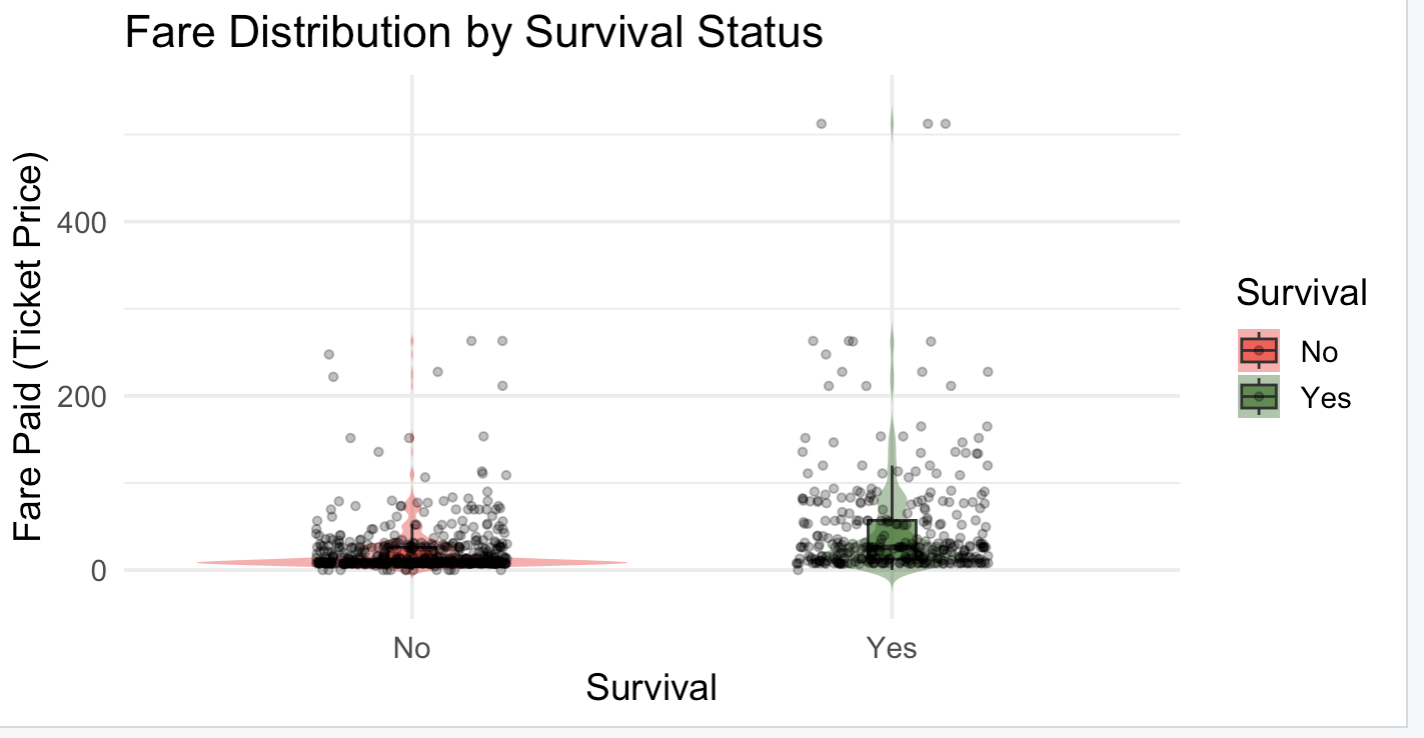 Fare Distribution by Survival Status
Fare Paid (Ticket Price)
400
200
0
No
Yes
Survival
Survival
No
Yes